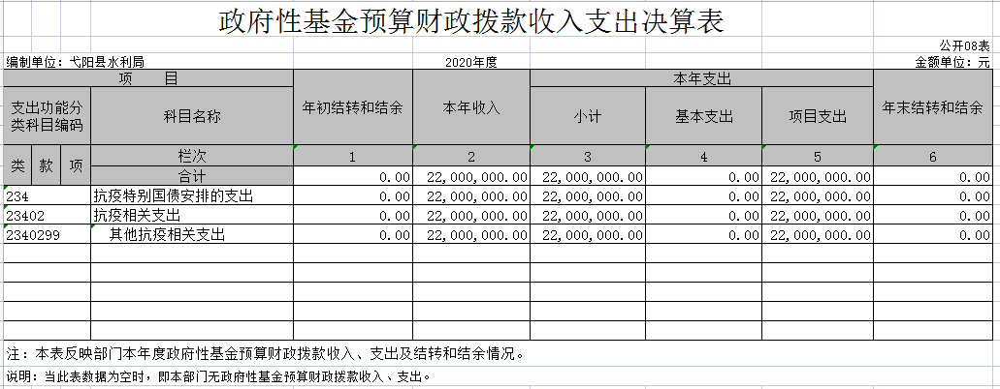 政府性基金预算财政拨款收入支出决算表
公开08表
编制单位：弋阳县水利局 2020年度 金额单位：元
项 目 年初结转和结余 本年收入 本年支出 年末结转和结余
支出功能分类科目编码 科目名称 小计 基本支出 项目支出
类 款 项 栏次 1 2 3 4 5 6
合计 0.00 22,000,000.00 22,000,000.00 0.00 22,000,000.00 0.00
234 抗疫特别国债安排的支出 0.00 22,000,000.00 22,000,000.00 0.00 22,000,000.00 0.00
23402 抗疫相关支出 0.00 22,000,000.00 22,000,000.00 0.00 22,000,000.00 0.00
2340299 其他抗疫相关支出 0.00 22,000,000.00 22,000,000.00 0.00 22,000,000.00 0.00
注：本表反映部门本年度政府性基金预算财政拨款收入、支出及结转和结余情况。
说明：当此表数据为空时，即本部门无政府性基金预算财政拨款收入、支出。